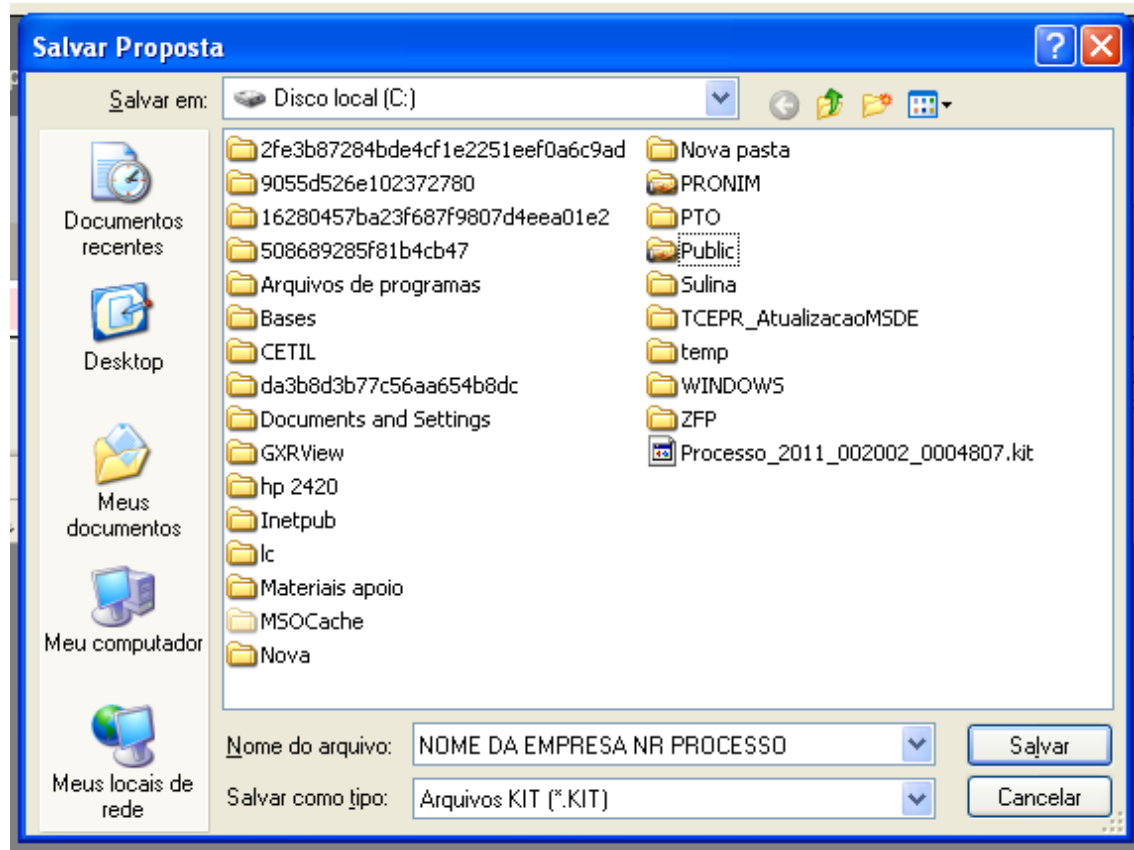 Salvar Proposta
Salvar em:
Disco local (C:)
Documentos
recentes
Desktop
Meus
documentos
Meu computador
Meus locais de
rede
2fe3b87284bde4cf1e2251eef0a6c9ad
9055d526e102372780
16280457ba23f687f9807d4eea01e2
508689285f81b4cb47
Arquivos de programas
Bases
CETIL
da3b8d3b77c56aa654b8dc
Documents and Settings
GXRView
hp 2420
Inetpub
lc
Materiais apoio
MSOCache
Nova
Nova pasta
PRONIM
PTO
Public
Sulina
TCEPR_AtualizacaoMSDE
temp
WINDOWS
ZFP
Processo_2011_002002_0004807.kit
Nome do arquivo:
NOME DA EMPRESA NR PROCESSO
Salvar
Salvar como tipo:
Arquivos KIT (*.KIT)
Cancelar